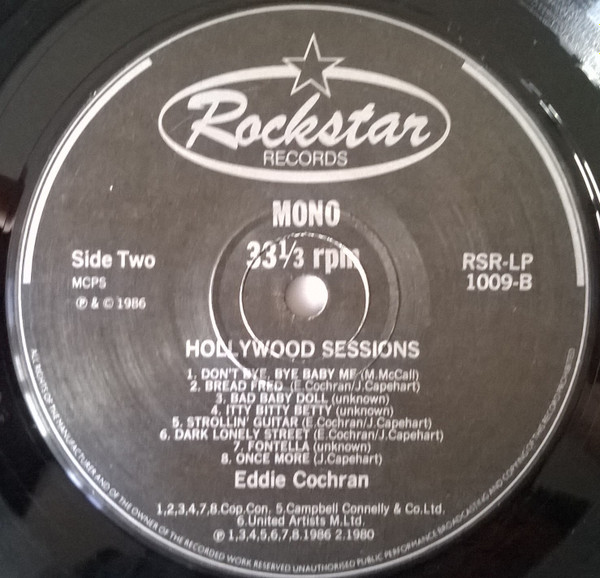 Rockstar
RECORDS
MONO
33⅓ rpm
Side Two
MCPS
℗ & © 1986
RSR-LP
1009-B
HOLLYWOOD SESSIONS
1. DON'T BYE, BYE BABY ME (M.McCall)
2. BREAD FRED (E.Cochran/J.Capehart)
3. BAD BABY DOLL (unknown)
4. ITTY BITTY BETTY (unknown)
5. STROLLIN' GUITAR (E.Cochran/J.Capehart)
6. DARK LONELY STREET (E.Cochran/J.Capehart)
7. FONTELLA (unknown)
8. ONCE MORE (J.Capehart)
Eddie Cochran
1,2,3,4,7,8.Cop.Con. 5.Campbell Connelly & Co.Ltd.
6.United Artists M.Ltd.
℗ 1,3,4,5,6,7,8.1986 2.1980
ALL RIGHTS OF THE MANUFACTURER AND OF THE OWNER OF THE RECORDED WORK RESERVED UNAUTHORISED PUBLIC PERFORMANCE BROADCASTING AND COPYING OF THIS RECORD PROHIBITED